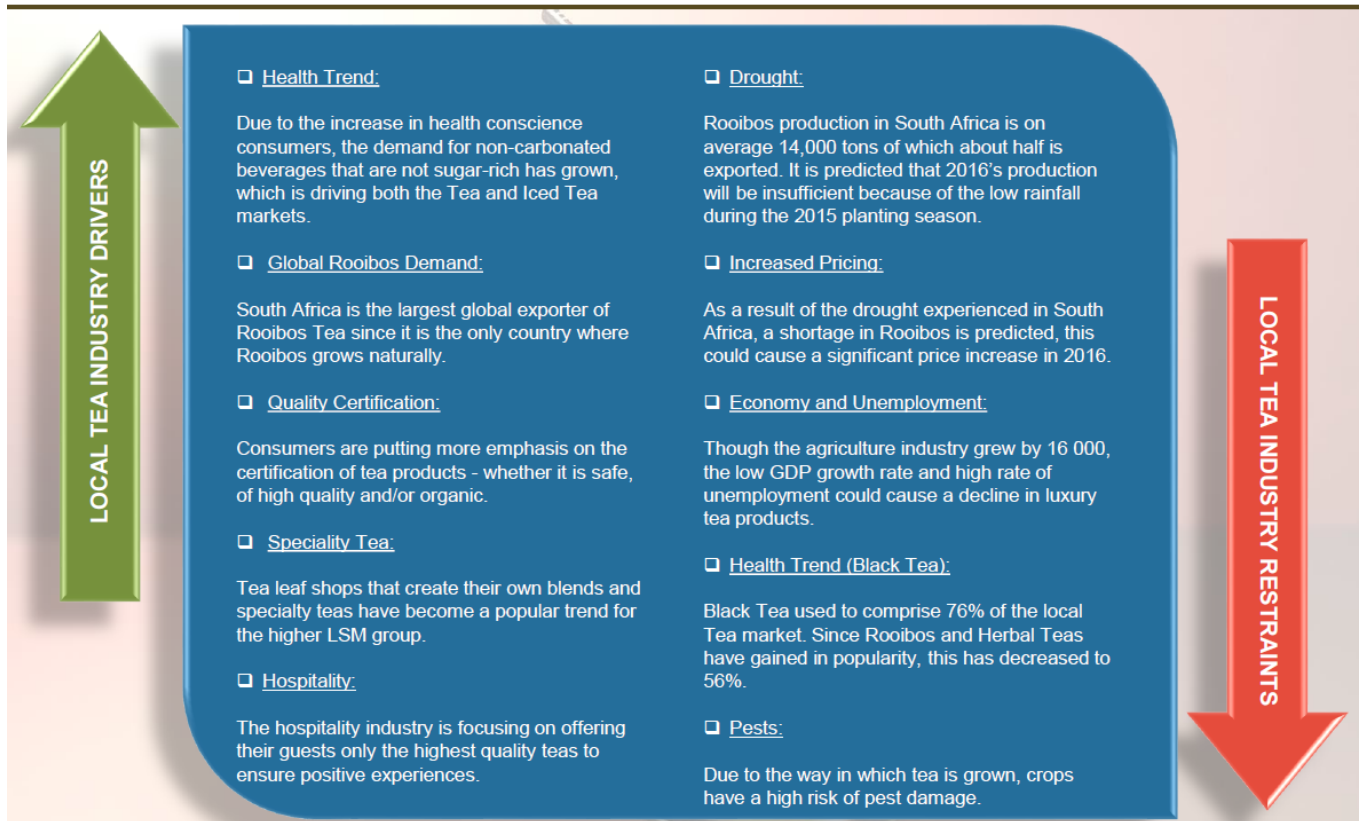 LOCAL TEA INDUSTRY DRIVERS
❑ Health Trend:
Due to the increase in health conscience
consumers, the demand for non-carbonated
beverages that are not sugar-rich has grown,
which is driving both the Tea and Iced Tea
markets.
❑ Global Rooibos Demand:
South Africa is the largest global exporter of
Rooibos Tea since it is the only country where
Rooibos grows naturally.
❑ Quality Certification:
Consumers are putting more emphasis on the
certification of tea products - whether it is safe,
of high quality and/or organic.
❑ Speciality Tea:
Tea leaf shops that create their own blends and
specialty teas have become a popular trend for
the higher LSM group.
❑ Hospitality:
The hospitality industry is focusing on offering
their guests only the highest quality teas to
ensure positive experiences.
❑ Drought:
Rooibos production in South Africa is on
average 14,000 tons of which about half is
exported. It is predicted that 2016's production
will be insufficient because of the low rainfall
during the 2015 planting season.
❑ Increased Pricing:
As a result of the drought experienced in South
Africa, a shortage in Rooibos is predicted, this
could cause a significant price increase in 2016.
❑ Economy and Unemployment:
Though the agriculture industry grew by 16 000,
the low GDP growth rate and high rate of
unemployment could cause a decline in luxury
tea products.
❑ Health Trend (Black Tea):
Black Tea used to comprise 76% of the local
Tea market. Since Rooibos and Herbal Teas
have gained in popularity, this has decreased to
56%.
❑ Pests:
Due to the way in which tea is grown, crops
have a high risk of pest damage.
LOCAL TEA INDUSTRY RESTRAINTS